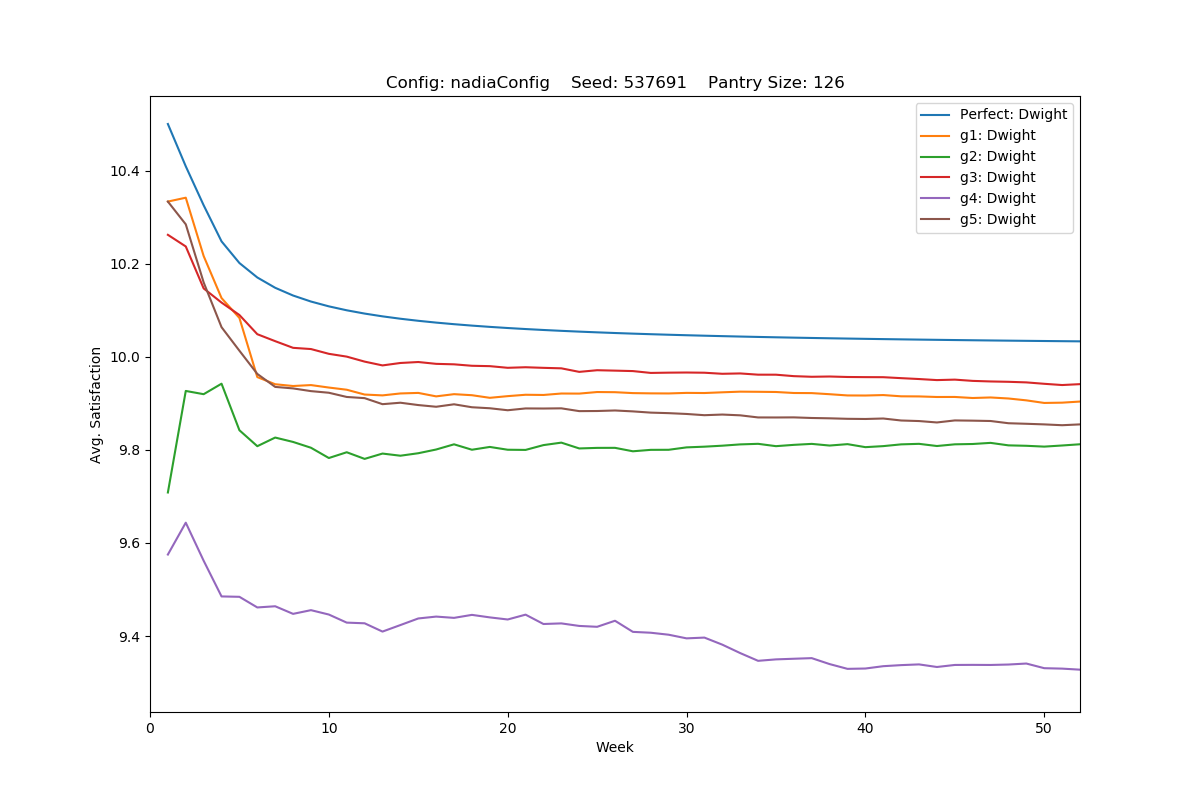 Config: nadiaConfig    Seed: 537691    Pantry Size: 126
Perfect: Dwight
g1: Dwight
g2: Dwight
g3: Dwight
g4: Dwight
g5: Dwight
Avg. Satisfaction
10.4
10.2
10.0
9.8
9.6
9.4
0 10 20 30 40 50
Week